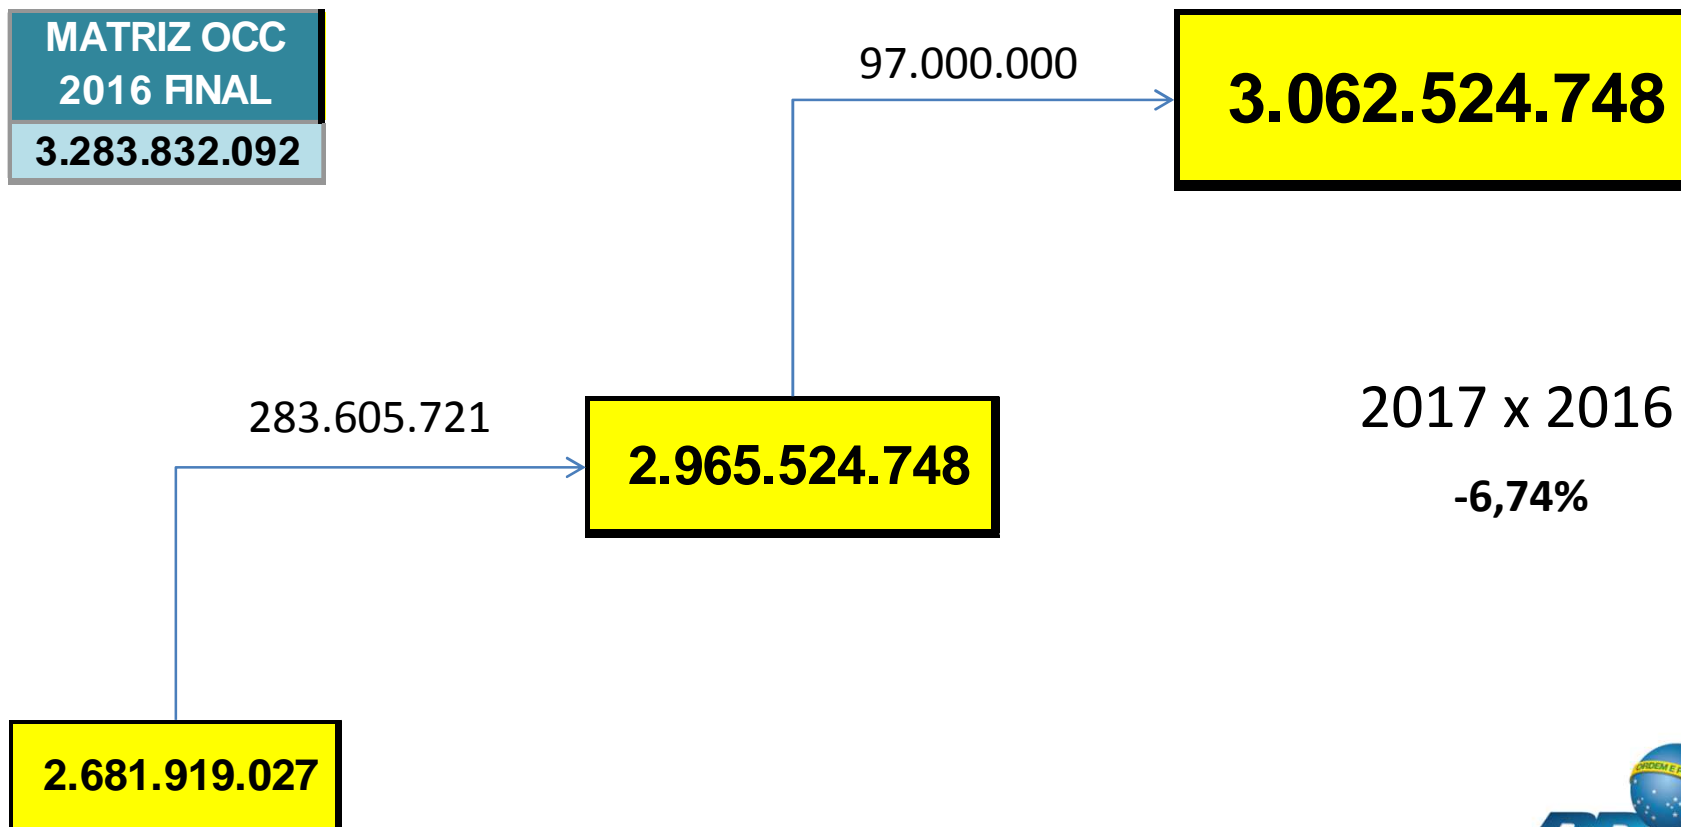 MATRIZ OCC
2016 FINAL
3.283.832.092
97.000.000
3.062.524.748
283.605.721
2.965.524.748
2017 x 2016
-6,74%
2.681.919.027
ORDEM E